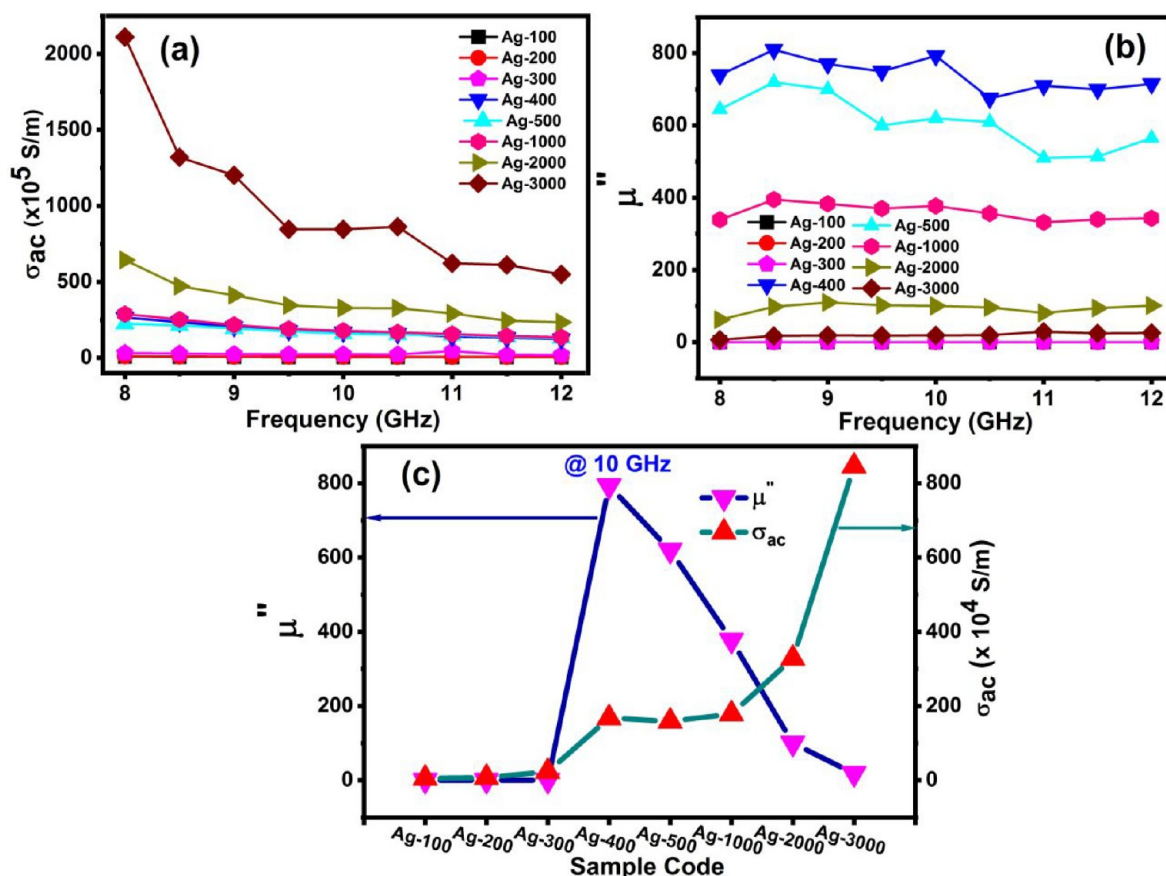 (a)
Ag-100
Ag-200
Ag-300
Ag-400
Ag-500
Ag-1000
Ag-2000
Ag-3000
2000
1500
1000
500
0
σac (x10⁵ S/m)
8 9 10 11 12
Frequency (GHz)
(b)
800
600
400
200
0
μ"
Ag-100 Ag-500
Ag-200 Ag-1000
Ag-300 Ag-2000
Ag-400 Ag-3000
8 9 10 11 12
Frequency (GHz)
(c)
@ 10 GHz
μ"
σac
800
600
400
200
0
μ"
800
600
400
200
0
σac (x 10⁴ S/m)
Ag-100 Ag-200 Ag-300 Ag-400 Ag-500 Ag-1000 Ag-2000 Ag-3000
Sample Code